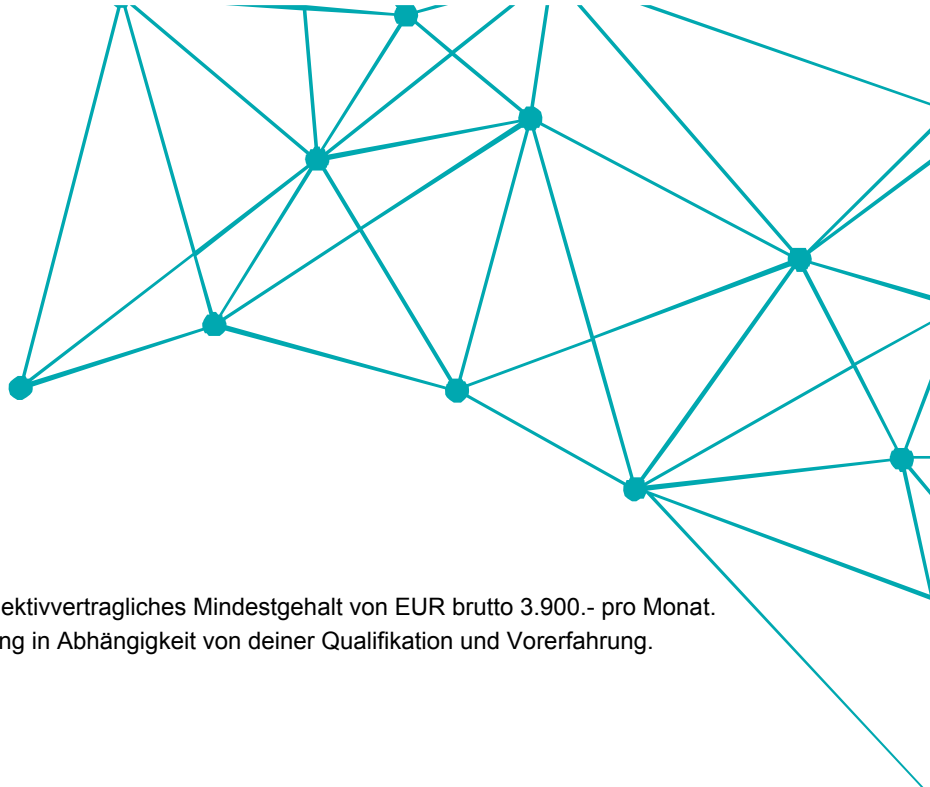 ektivvertragliches Mindestgehalt von EUR brutto 3.900.- pro Monat.
ng in Abhängigkeit von deiner Qualifikation und Vorerfahrung.